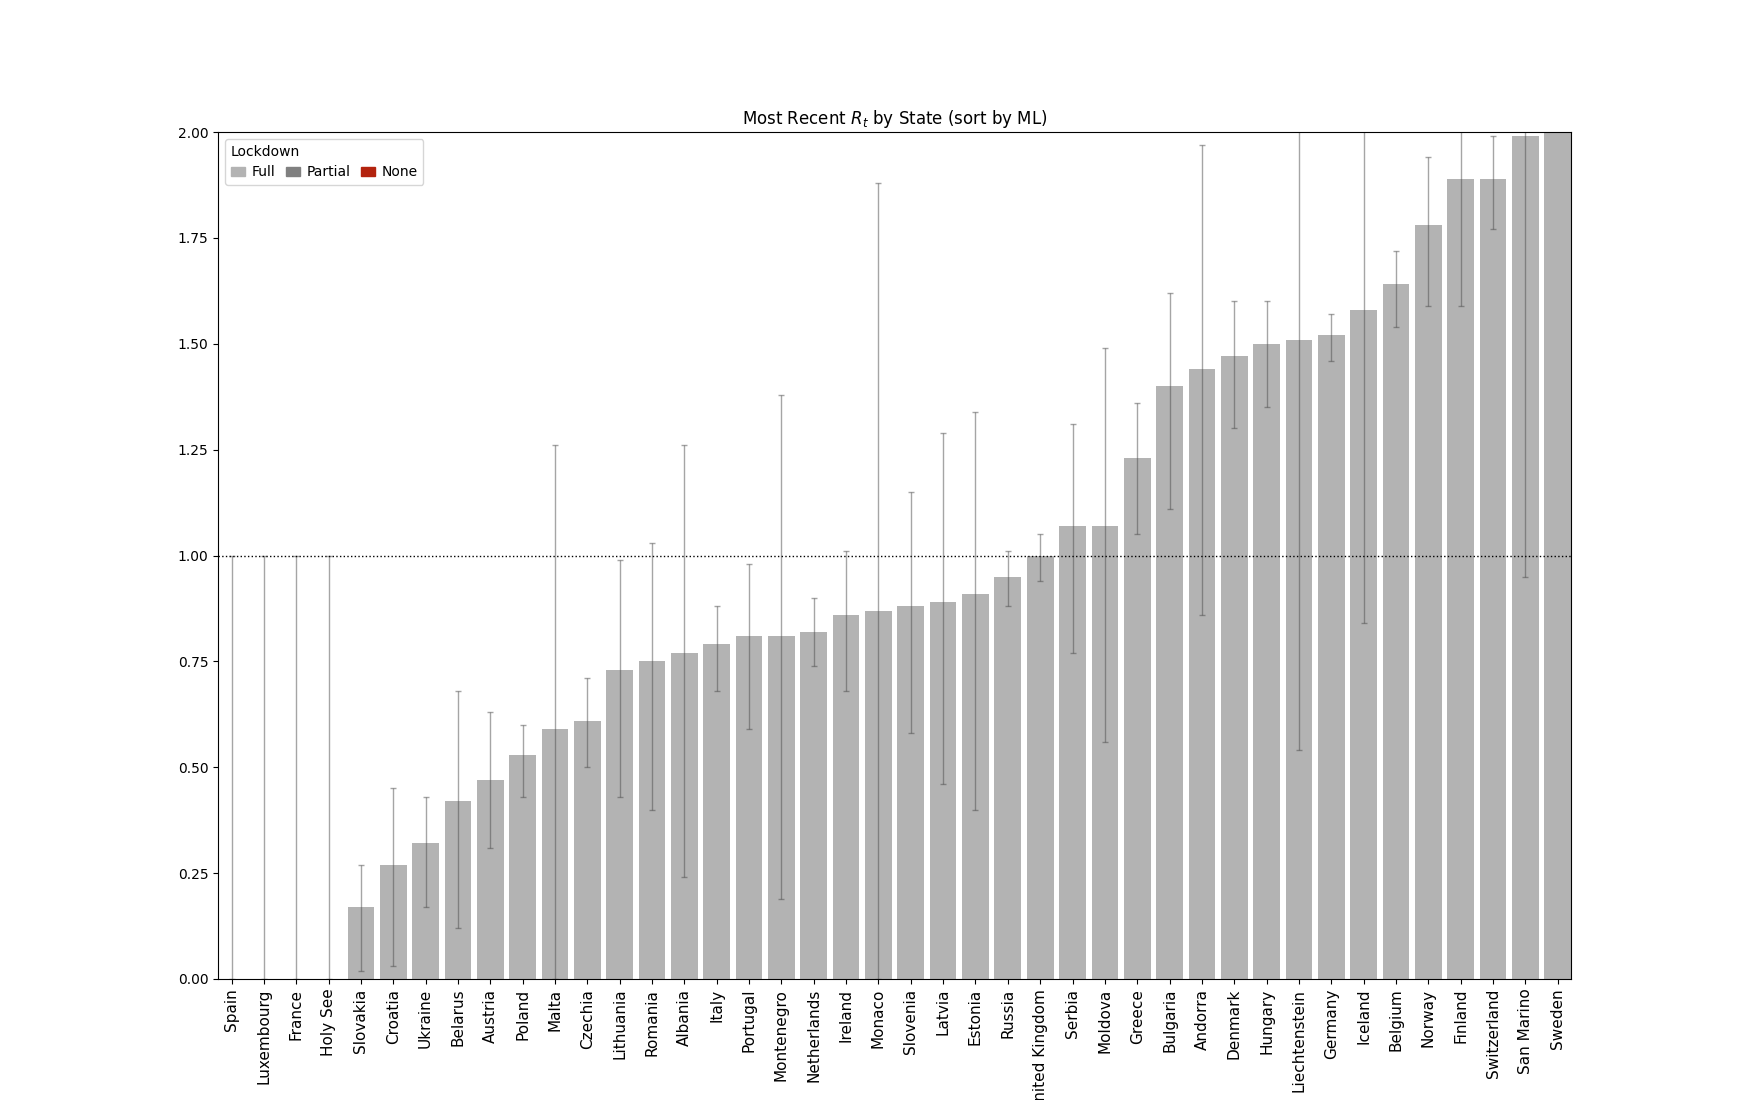 Most Recent Rt by State (sort by ML)
2.00
Lockdown
Full Partial None
1.75
1.50
1.25
1.00
0.75
0.50
0.25
0.00
Spain
Luxembourg
France
Holy See
Slovakia
Croatia
Ukraine
Belarus
Austria
Poland
Malta
Czechia
Lithuania
Romania
Albania
Italy
Portugal
Montenegro
Netherlands
Ireland
Monaco
Slovenia
Latvia
Estonia
Russia
nited Kingdom
Serbia
Moldova
Greece
Bulgaria
Andorra
Denmark
Hungary
Liechtenstein
Germany
Iceland
Belgium
Norway
Finland
Switzerland
San Marino
Sweden